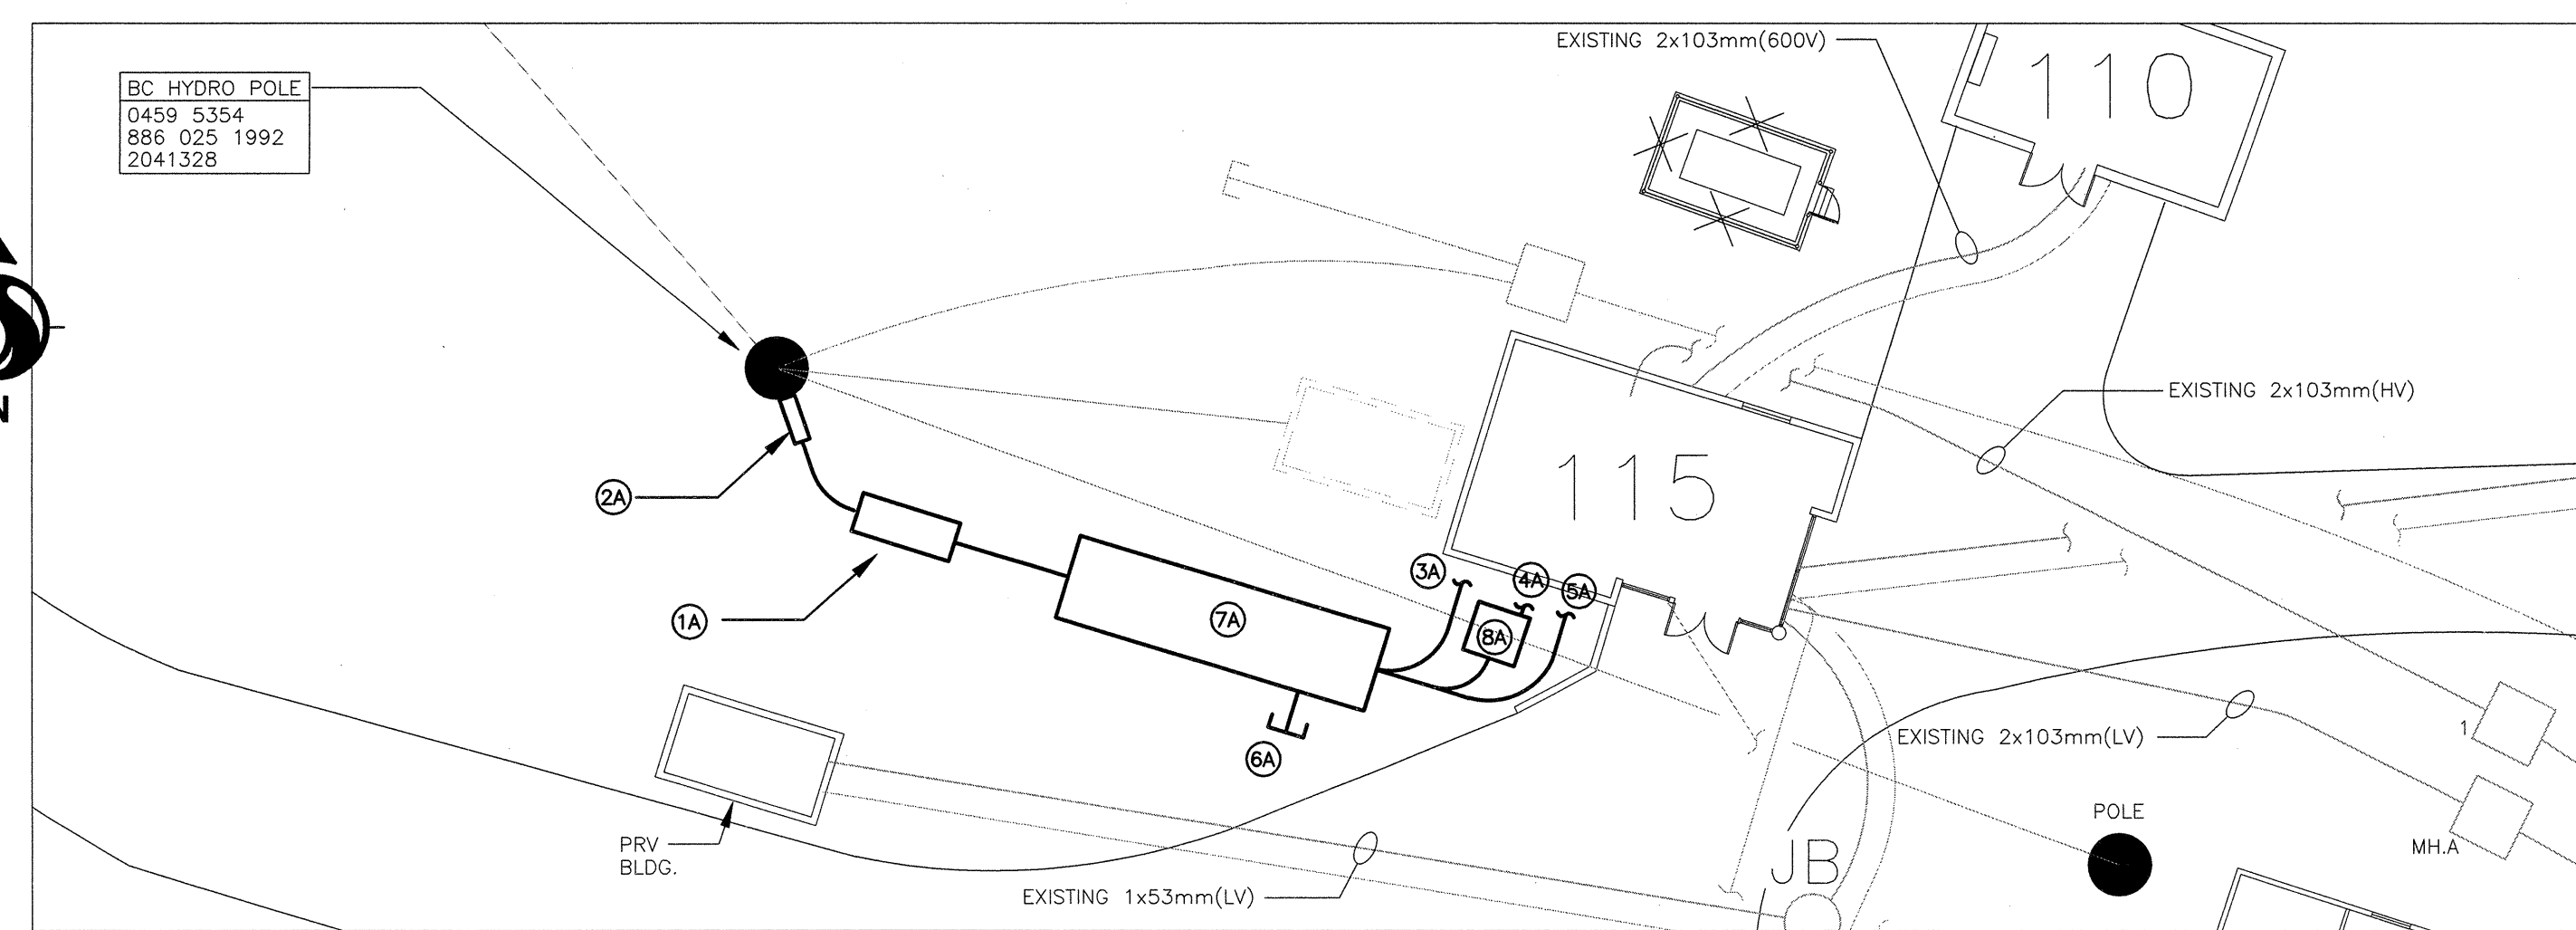 EXISTING 2x103mm(600V)
110
BC HYDRO POLE
0459 5354
886 025 1992
2041328
N
EXISTING 2x103mm(HV)
115
2A
3A
4A
5A
1A
7A
8A
6A
1
EXISTING 2x103mm(LV)
POLE
PRV
BLDG.
MH.A
JB
EXISTING 1x53mm(LV)